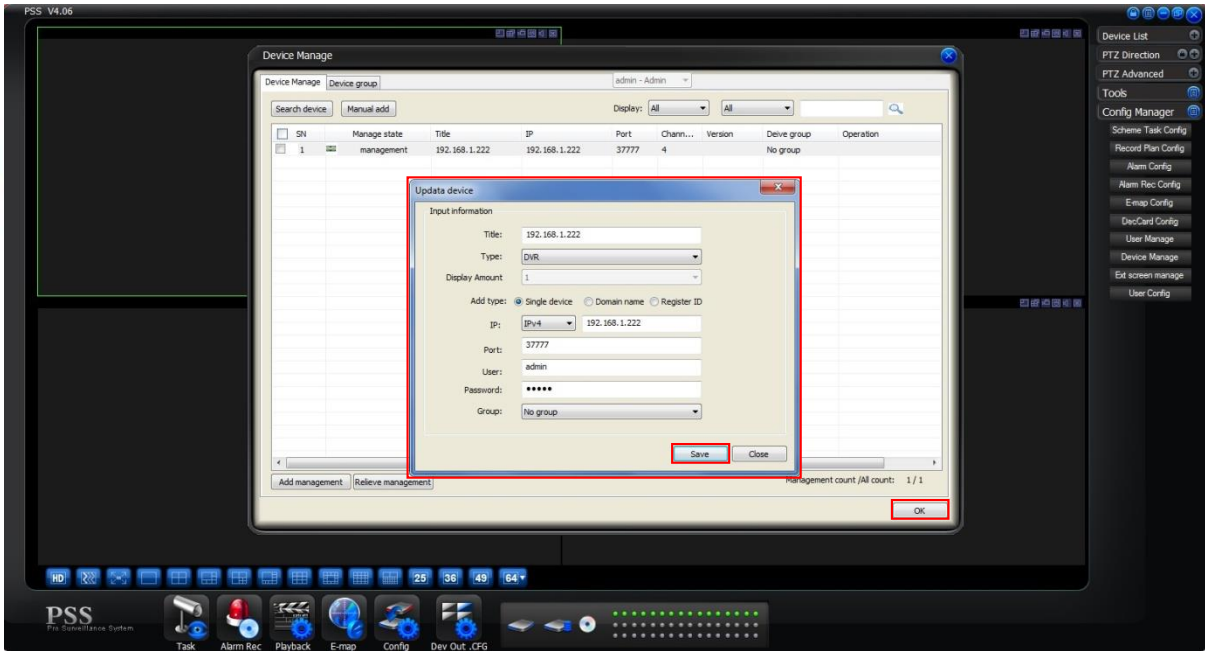 PSS V4.06
Device List
PTZ Direction
PTZ Advanced
Tools
Config Manager
Scheme Task Config
Record Plan Config
Alarm Config
Alarm Rec Config
E-map Config
DecCard Config
User Manage
Device Manage
Ext screen manage
User Config
Device Manage
Device Manage Device group admin - Admin
Search device Manual add Display: All All
SN Manage state Title IP Port Chann... Version Deive group Operation
1 management 192.168.1.222 192.168.1.222 37777 4 No group
Updata device
Input information
Title: 192.168.1.222
Type: DVR
Display Amount 1
Add type: Single device Domain name Register ID
IP: IPv4 192.168.1.222
Port: 37777
User: admin
Password: •••••
Group: No group
Save Close
Add management Relieve management Management count /All count: 1 / 1
OK
HD 25 36 49 64
PSS
Pro Surveillance System
Task Alarm Rec Playback E-map Config Dev Out .CFG